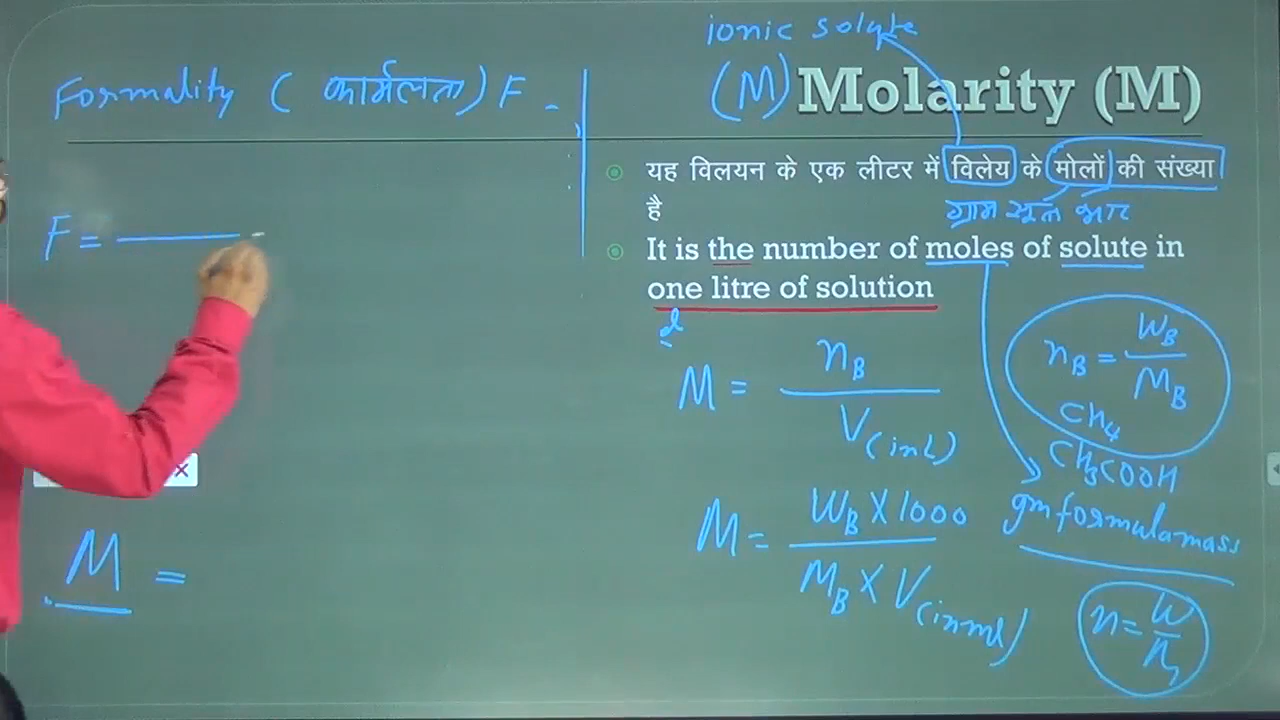 Formality ( फार्मलता ) F -
F =
M =
ionic solute
(M) Molarity (M)
यह विलयन के एक लीटर में विलेय के मोलों की संख्या
है
ग्राम सूत्र भार
It is the number of moles of solute in
one litre of solution
M = nB / V(in L)
nB = WB / MB
CH4
CH3COOH
gm formula mass
M = WB X 1000 / MB X V(in ml)
n = W / M